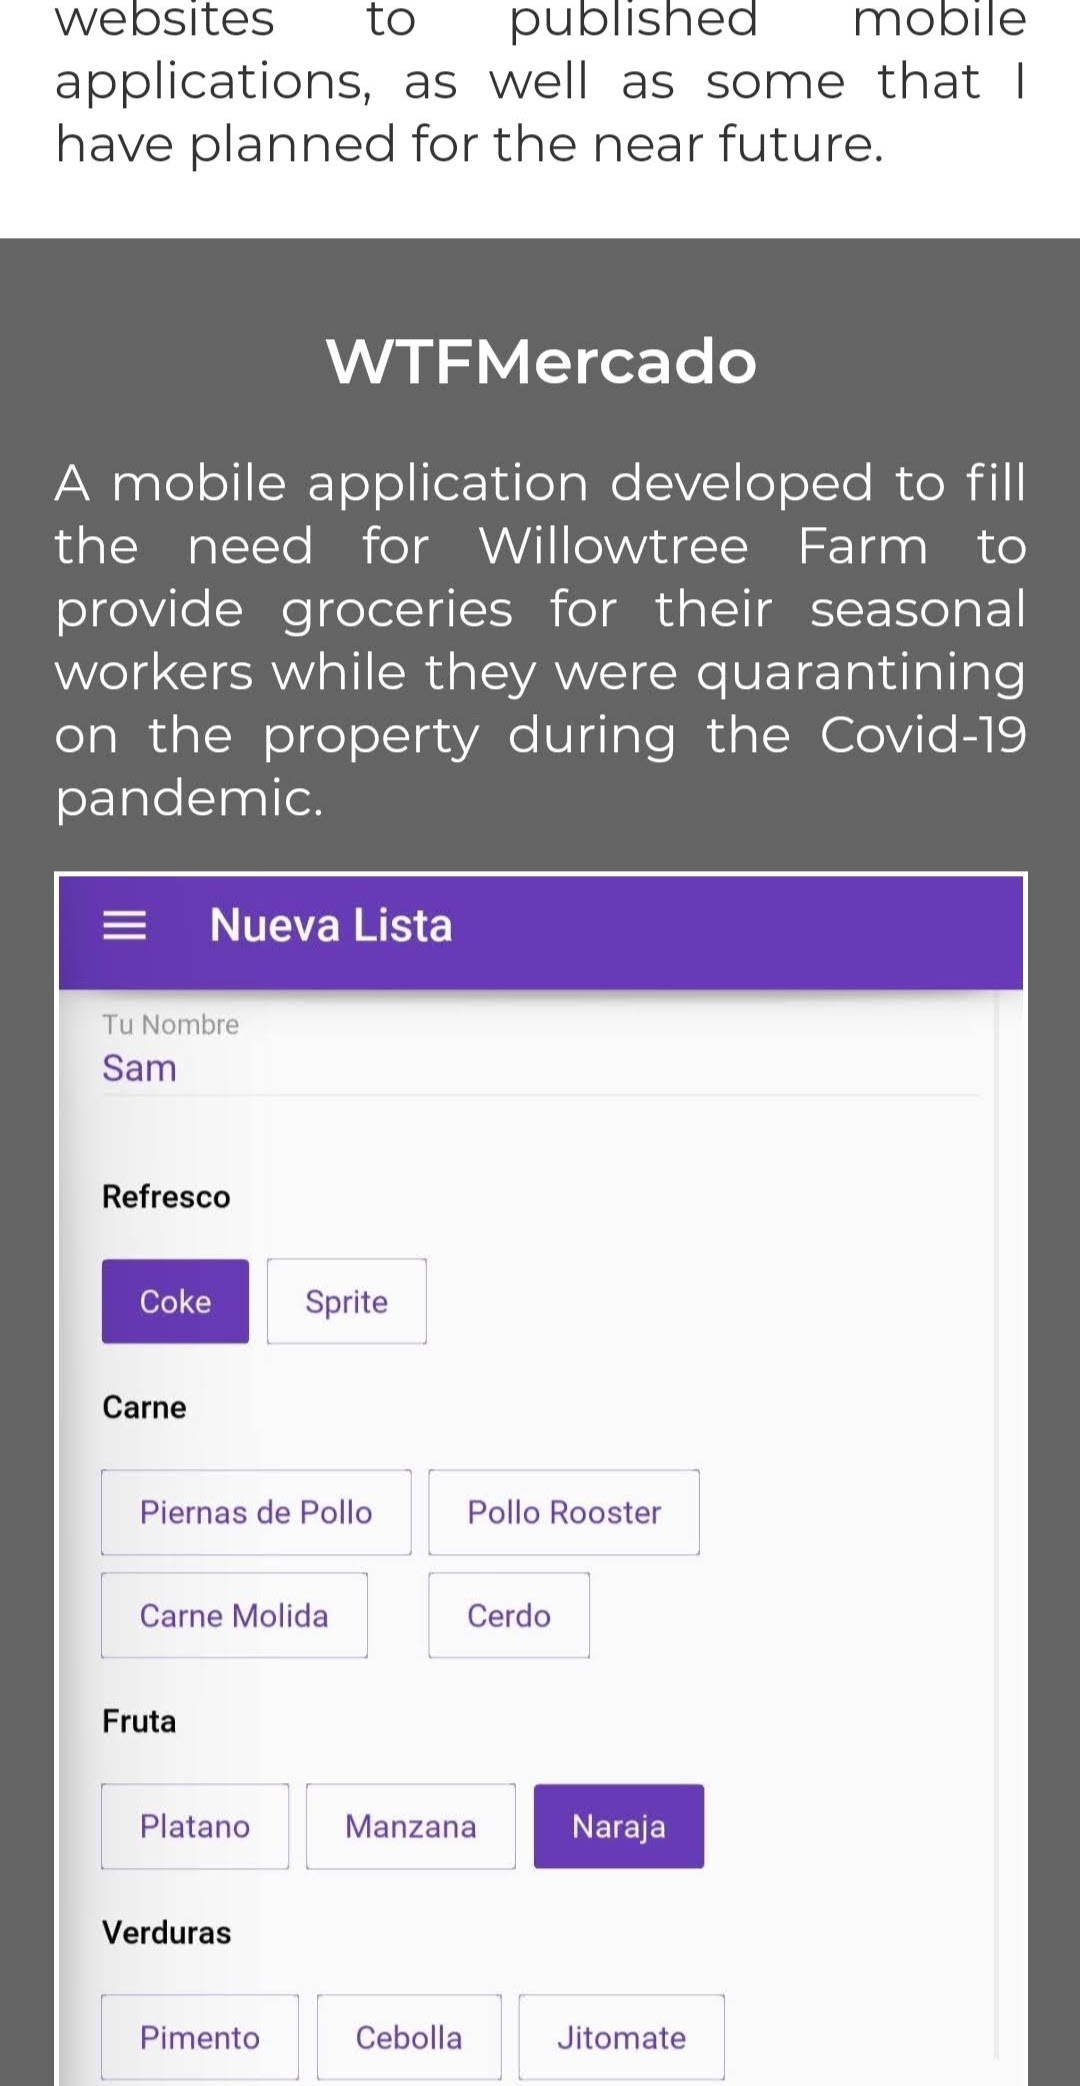 websites to published mobile
applications, as well as some that I
have planned for the near future.
WTFMercado
A mobile application developed to fill
the need for Willowtree Farm to
provide groceries for their seasonal
workers while they were quarantining
on the property during the Covid-19
pandemic.
Nueva Lista
Tu Nombre
Sam
Refresco
Coke Sprite
Carne
Piernas de Pollo Pollo Rooster
Carne Molida Cerdo
Fruta
Platano Manzana Naraja
Verduras
Pimento Cebolla Jitomate